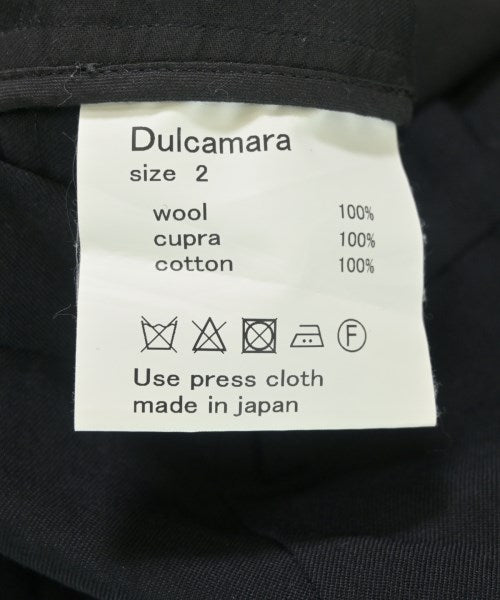 Dulcamara
size 2
wool 100%
cupra 100%
cotton 100%
F
Use press cloth
made in japan